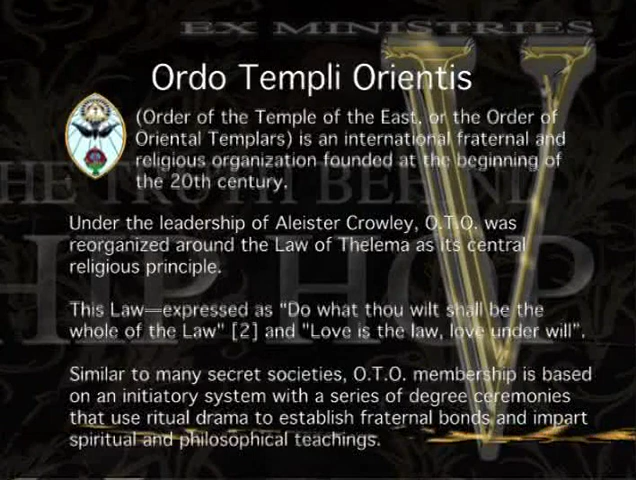 EX MINISTRIES
Ordo Templi Orientis
(Order of the Temple of the East, or the Order of
Oriental Templars) is an international fraternal and
religious organization founded at the beginning of
the 20th century.
THE TRUTH BEHIND
HIP HOP
V
Under the leadership of Aleister Crowley, O.T.O. was
reorganized around the Law of Thelema as its central
religious principle.
This Law—expressed as "Do what thou wilt shall be the
whole of the Law" [2] and "Love is the law, love under will".
Similar to many secret societies, O.T.O. membership is based
on an initiatory system with a series of degree ceremonies
that use ritual drama to establish fraternal bonds and impart
spiritual and philosophical teachings.